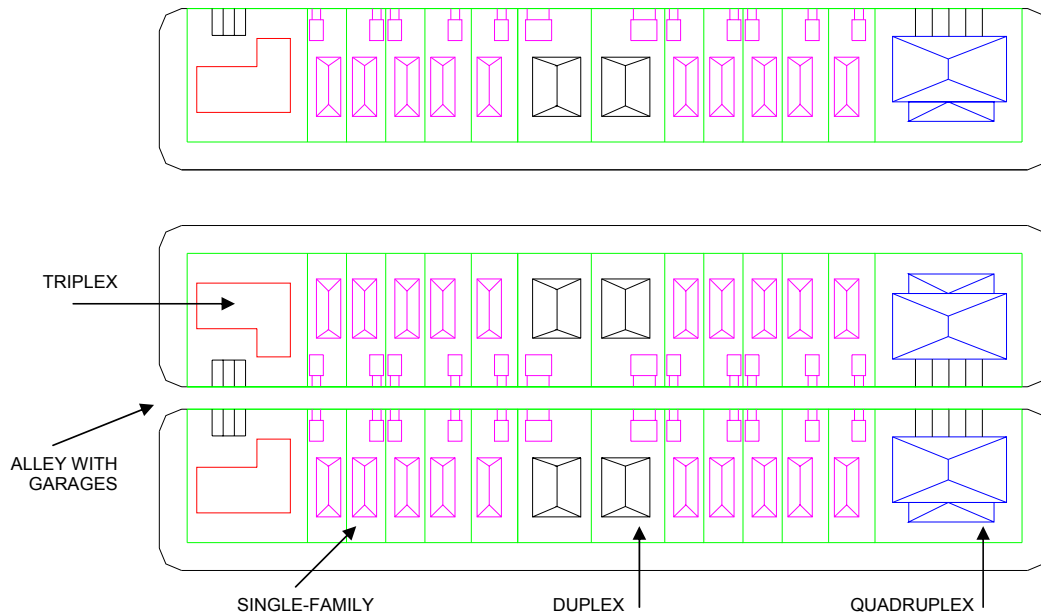 TRIPLEX
ALLEY WITH
GARAGES
SINGLE-FAMILY
DUPLEX
QUADRUPLEX